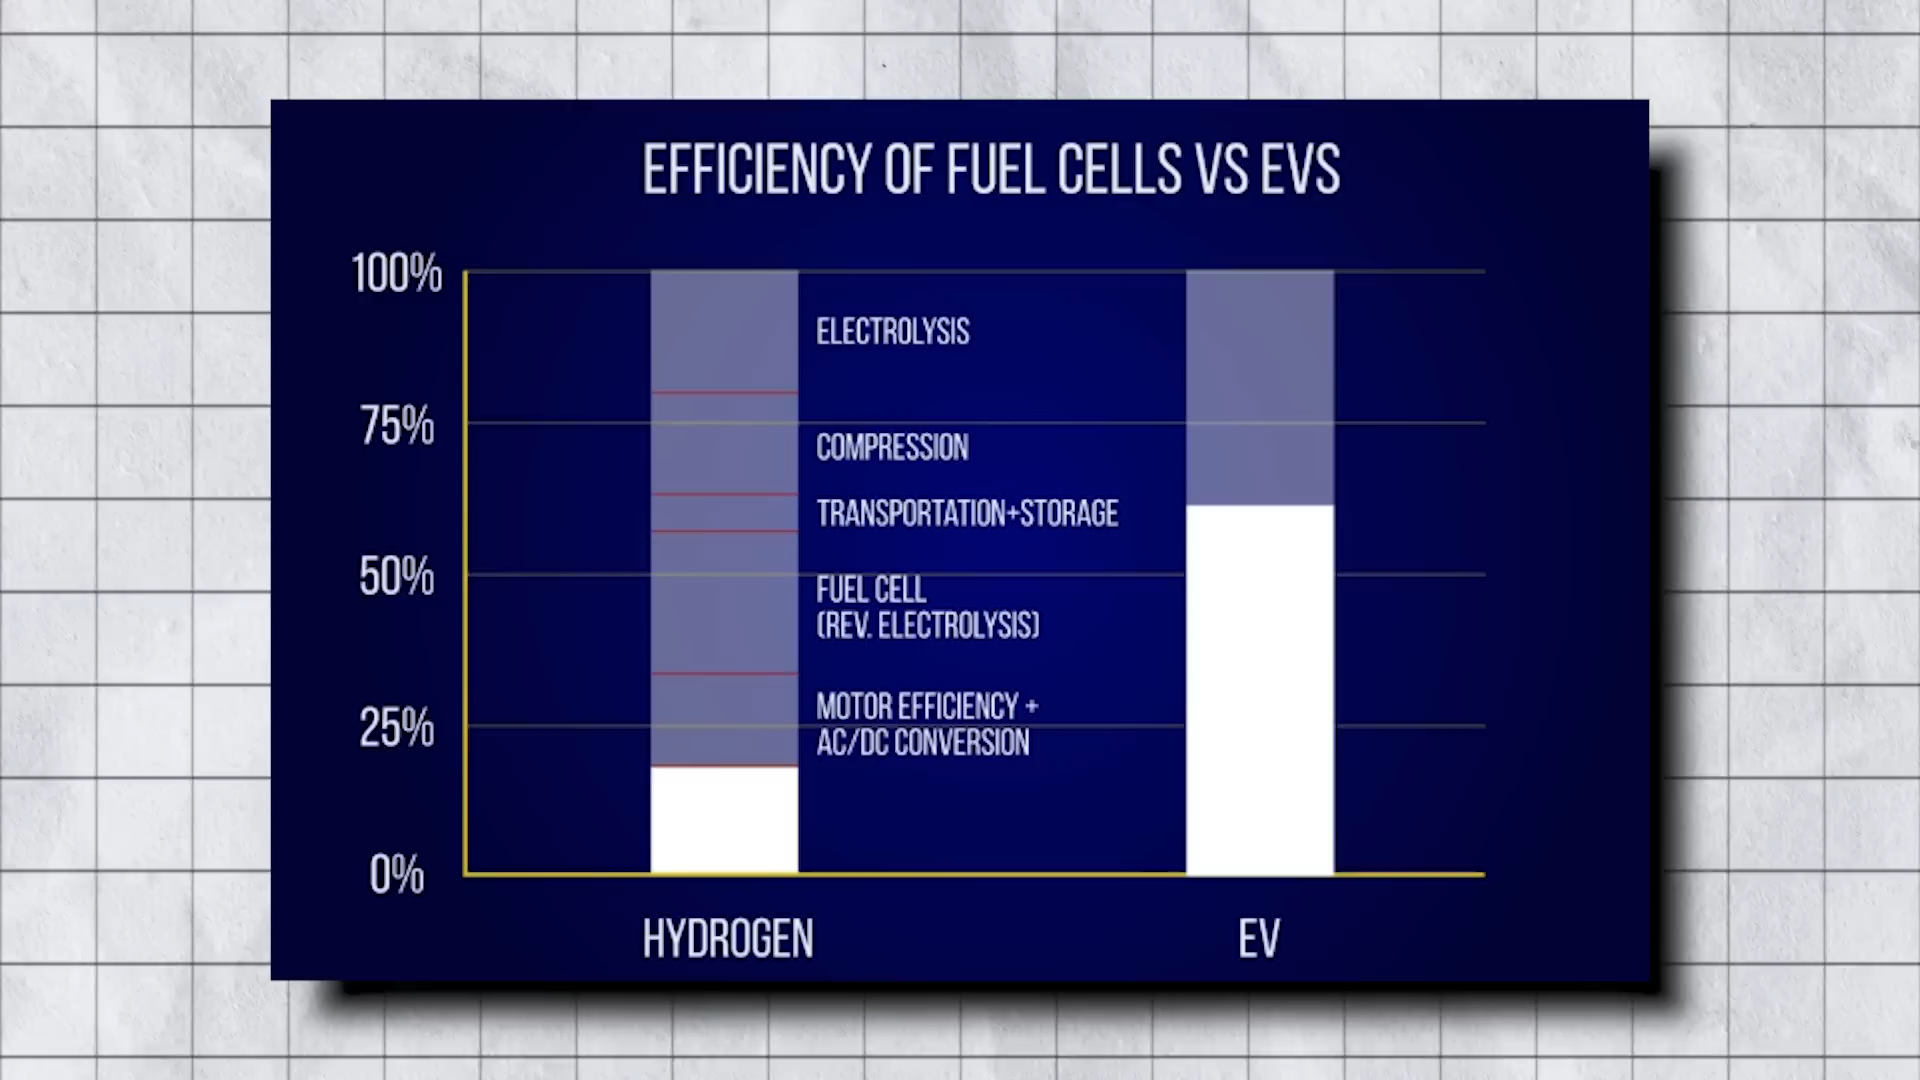 EFFICIENCY OF FUEL CELLS VS EVS
100%
ELECTROLYSIS
75%
COMPRESSION
TRANSPORTATION+STORAGE
50%
FUEL CELL
(REV. ELECTROLYSIS)
MOTOR EFFICIENCY +
25%
AC/DC CONVERSION
0%
HYDROGEN
EV